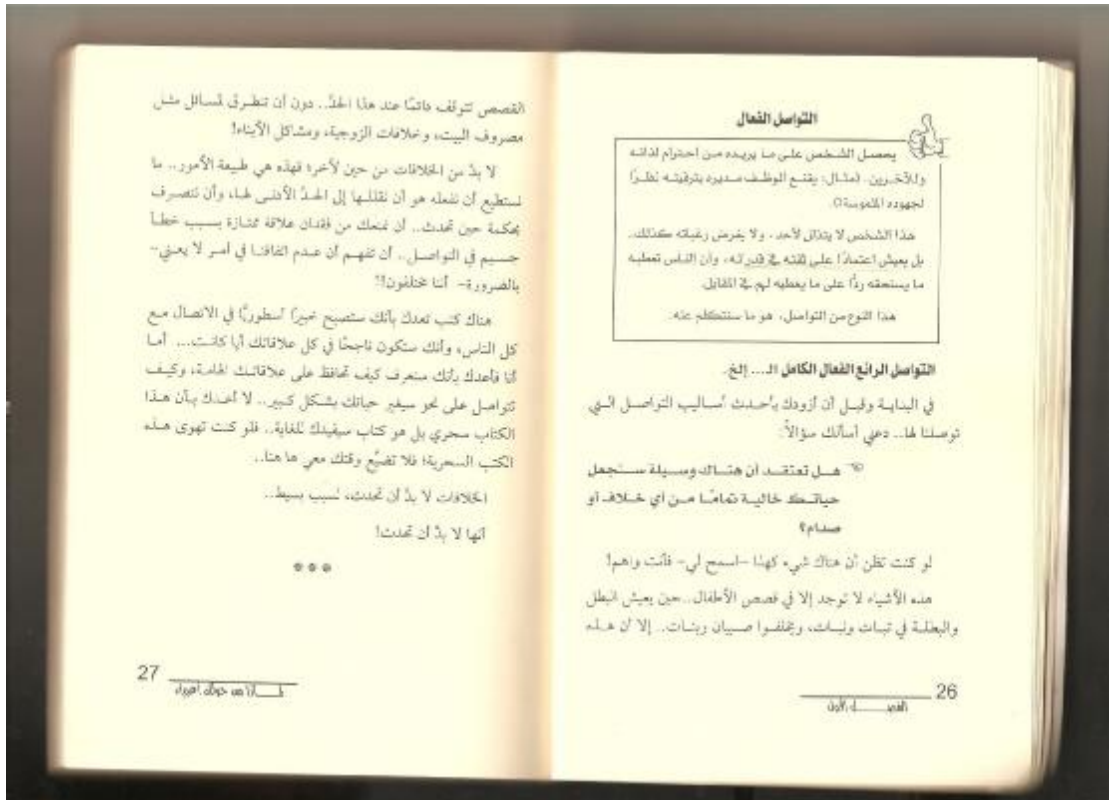 التواصل الفعال
يحصل الشخص على ما يريده من احترام لذاته
وللآخرين. (مثال: يقنع الموظف مديره بترقيته نظرًا
لجهوده الملموسة).
هذا الشخص لا يتذلل لأحد، ولا يفرض رغباته كذلك..
بل يعيش اعتمادًا على ثقته في قدراته، وأن الناس تعطيه
ما يستحقه ردًّا على ما يعطيه لهم في المقابل.
هذا النوع من التواصل، هو ما سنتكلم عنه.
التواصل الرائع الفعال الكامل الـ.... إلخ.
في البداية وقبل أن أزودك بأحدث أساليب التواصل التي
توصلنا لها... دعني أسألك سؤالاً:
هل تعتقد أن هناك وسيلة ستجعل
حياتك خالية تمامًا من أي خلاف أو
صدام؟
لو كنت تظن أن هناك شيء كهذا –اسمح لي– فأنت واهم!
هذه الأشياء لا توجد إلا في قصص الأطفال.. حين يعيش البطل
والبطلة في تبات ونبات، ويخلفوا صبيان وبنات.. إلا أن هذه
26
الفصل الأول
القصص تتوقف دائمًا عند هذا الحدّ.. دون أن تتطرق لمسائل مثل
مصروف البيت، وخلافات الزوجية، ومشاكل الأبناء!
لا بدّ من الخلافات من حين لآخر؛ فهذه هي طبيعة الأمور.. ما
نستطيع أن نفعله هو أن نقللها إلى الحدّ الأدنى لها، وأن نتصرف
بحكمة حين تحدث.. أن نمنعك من فقدان علاقة ممتازة بسبب خطأ
جسيم في التواصل.. أن تفهم أن عدم اتفاقنا في أمر لا يعني–
بالضرورة– أننا مختلفون!؟
هناك كتب تعدك بأنك ستصبح خبيرًا أسطوريًّا في الاتصال مع
كل الناس، وأنك ستكون ناجحًا في كل علاقاتك أيا كانت.... أما
أنا فأعدك بأنك ستعرف كيف تحافظ على علاقاتك الهامة، وكيف
تتواصل على نحو سيغير حياتك بشكل كبير.. لا أعدك بأن هذا
الكتاب سحري بل هو كتاب سيفيدك للغاية.. فلو كنت تهوى هذه
الكتب السحرية؛ فلا تضيَّع وقتك معي ها هنا..
الخلافات لا بدّ أن تحدث، لسبب بسيط..
أنها لا بدّ أن تحدث!
27